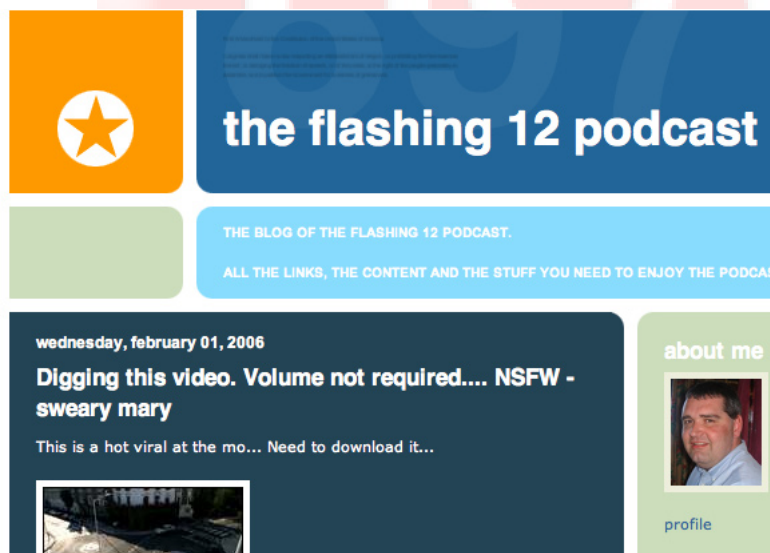 897
the flashing 12 podcast
THE BLOG OF THE FLASHING 12 PODCAST.
ALL THE LINKS, THE CONTENT AND THE STUFF YOU NEED TO ENJOY THE
wednesday, february 01, 2006
Digging this video. Volume not required.... NSFW -
sweary mary
This is a hot viral at the mo... Need to download it...
about me
profile